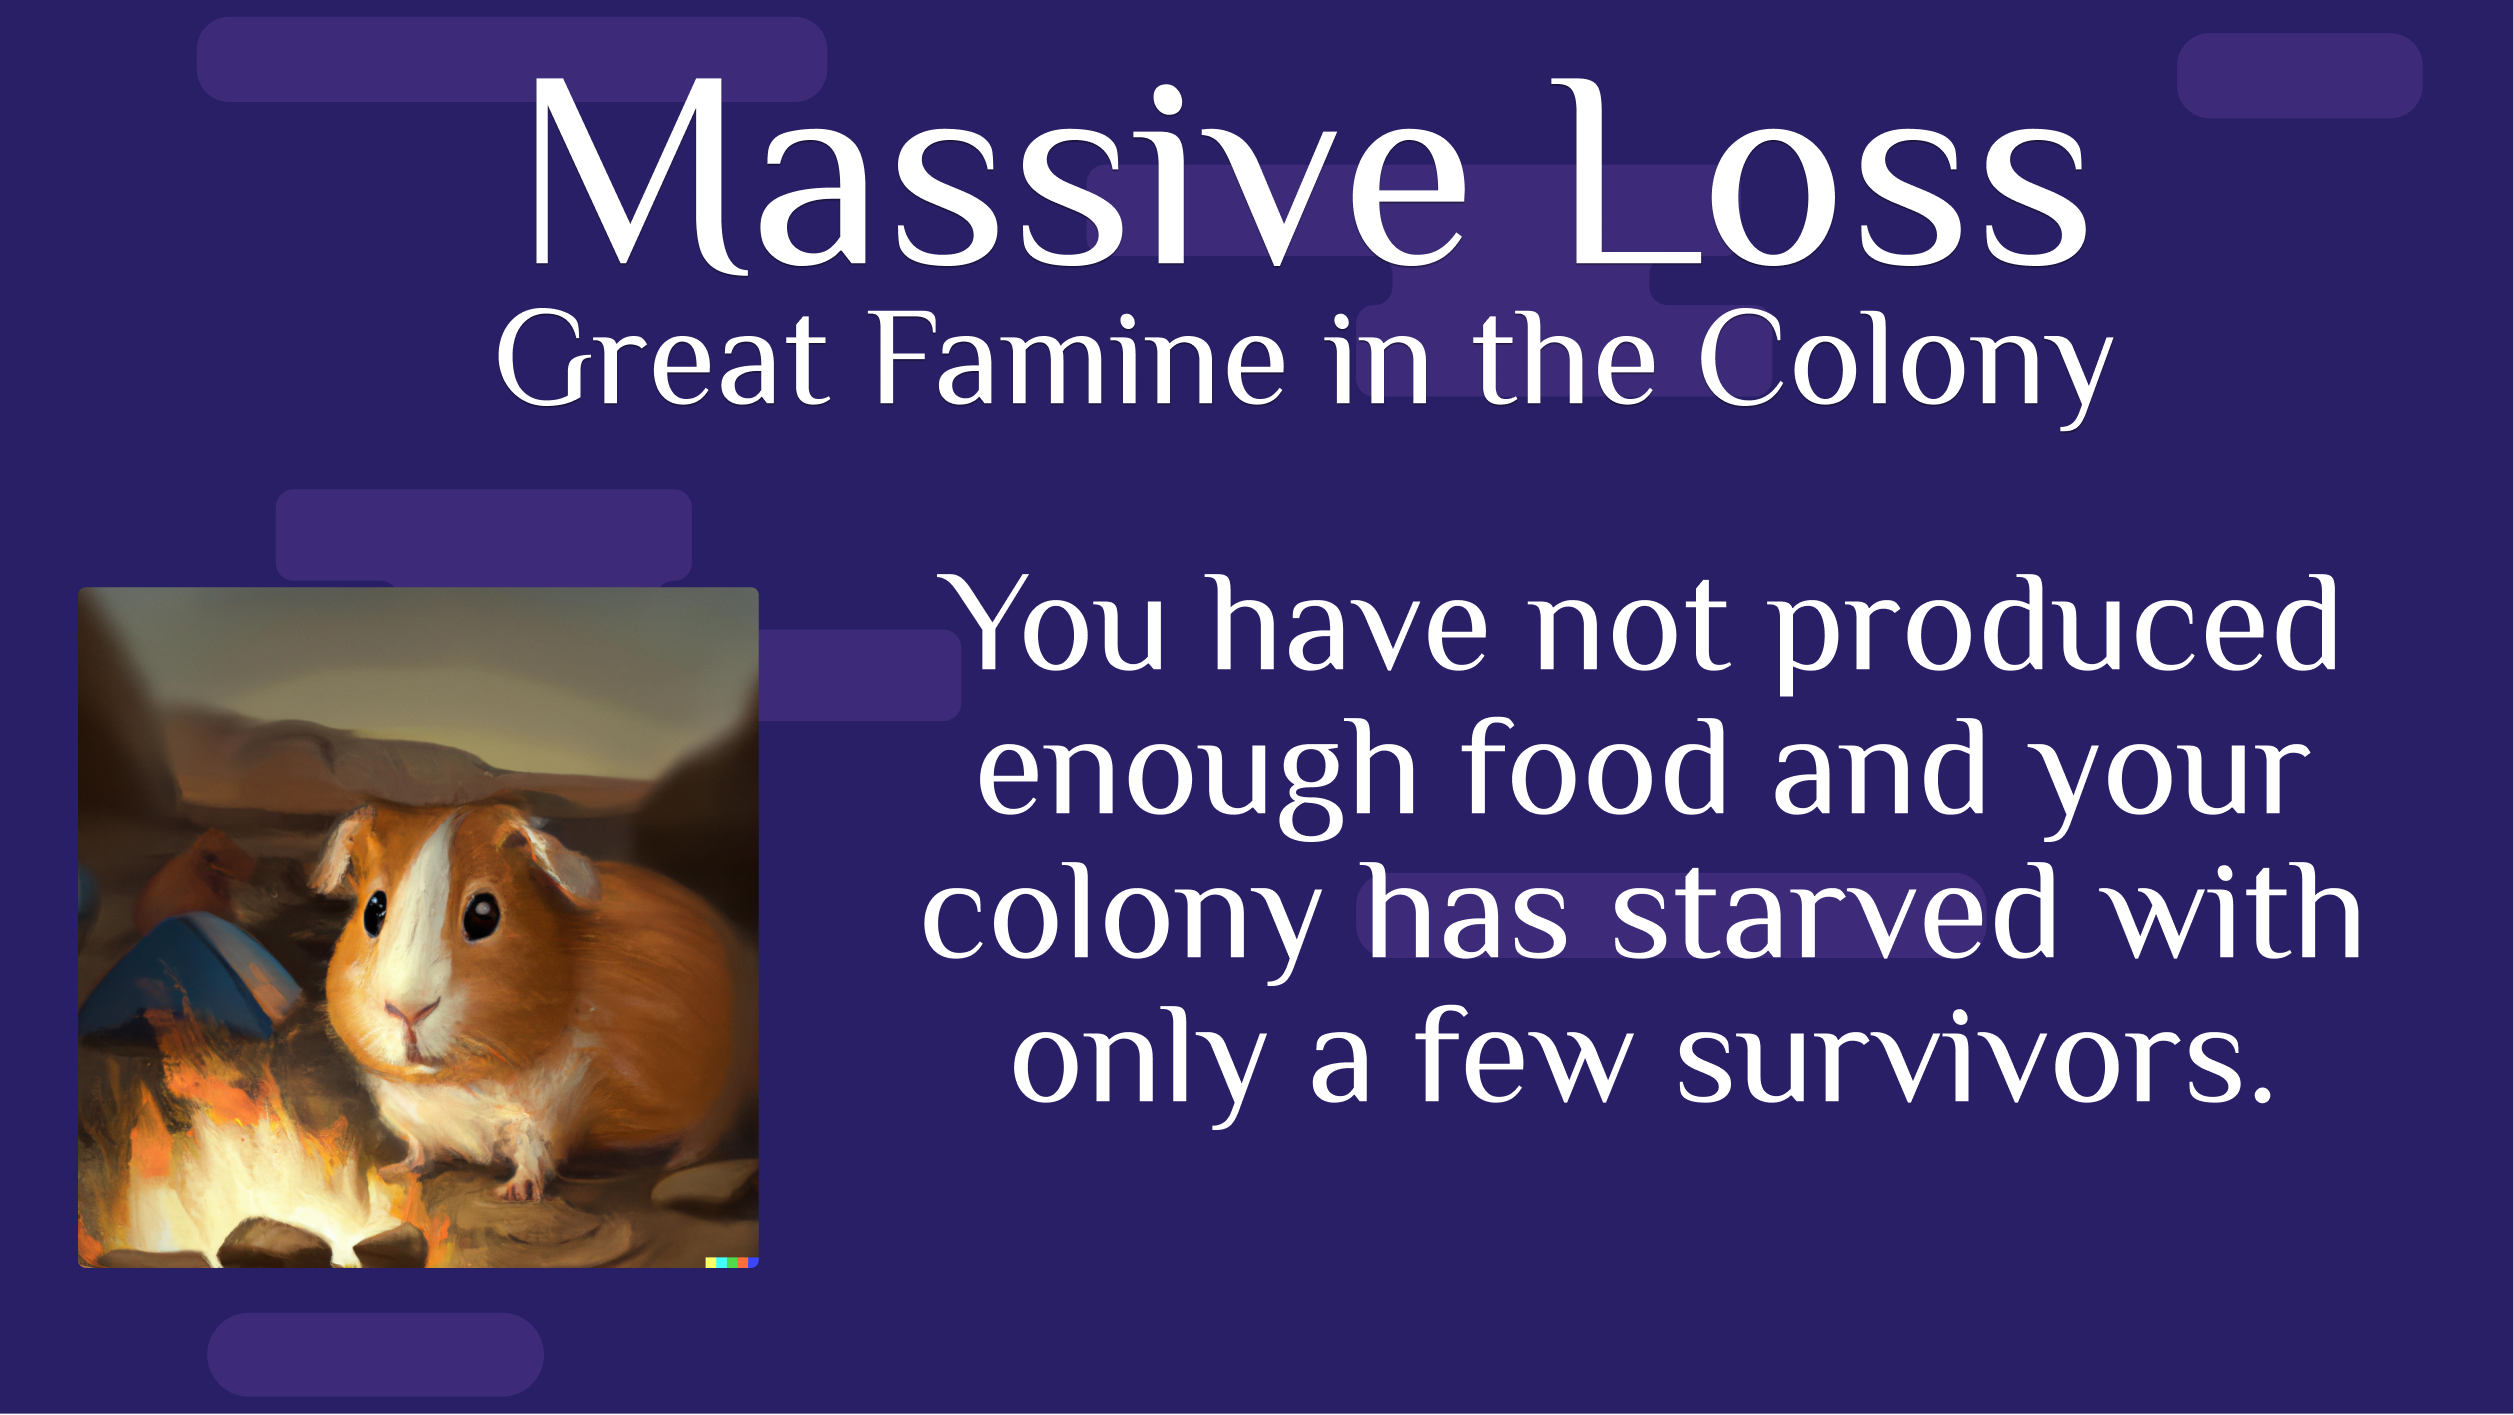 Massive Loss
Great Famine in the Colony
You have not produced
enough food and your
colony has starved with
only a few survivors.